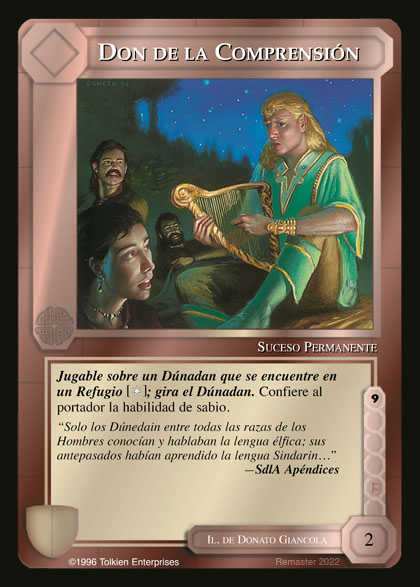 DON DE LA COMPRENSIÓN
SUCESO PERMANENTE
Jugable sobre un Dúnadan que se encuentre en
un Refugio [ ]; gira el Dúnadan. Confiere al
portador la habilidad de sabio.
“Solo los Dúnedain entre todas las razas de los
Hombres conocían y hablaban la lengua élfica; sus
antepasados habían aprendido la lengua Sindarin…”
—SdlA Apéndices
9
IL. DE DONATO GIANCOLA
2
©1996 Tolkien Enterprises
Remaster 2022